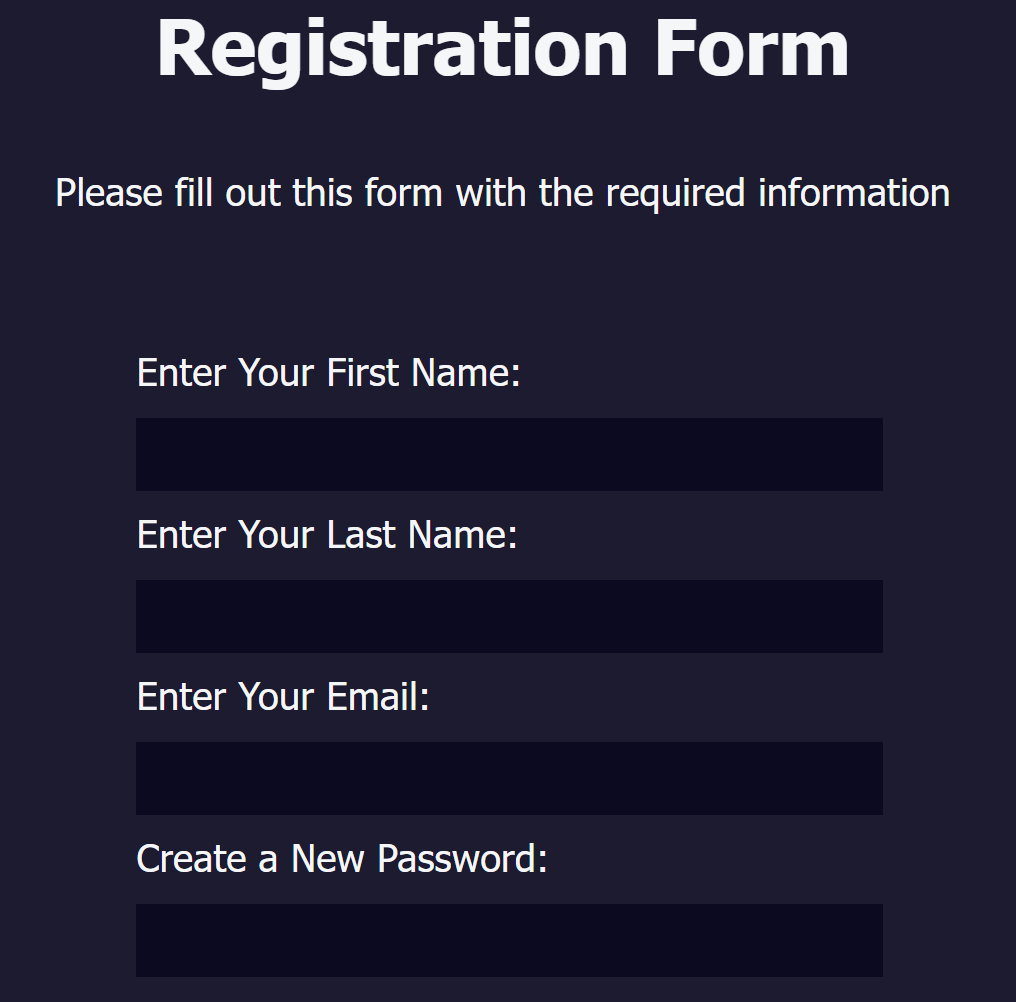 Registration Form
Please fill out this form with the required information
Enter Your First Name:
Enter Your Last Name:
Enter Your Email:
Create a New Password: